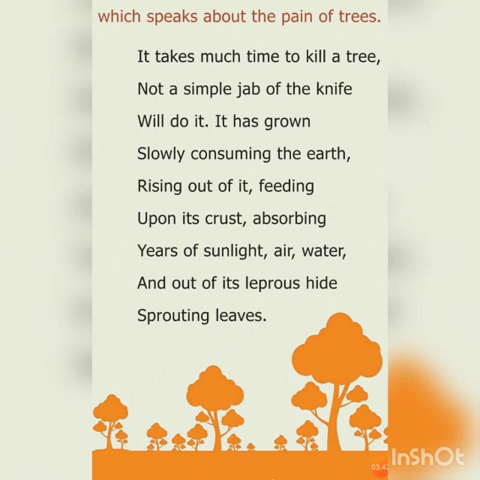 which speaks about the pain of trees.
It takes much time to kill a tree,
Not a simple jab of the knife
Will do it. It has grown
Slowly consuming the earth,
Rising out of it, feeding
Upon its crust, absorbing
Years of sunlight, air, water,
And out of its leprous hide
Sprouting leaves.
InShOt